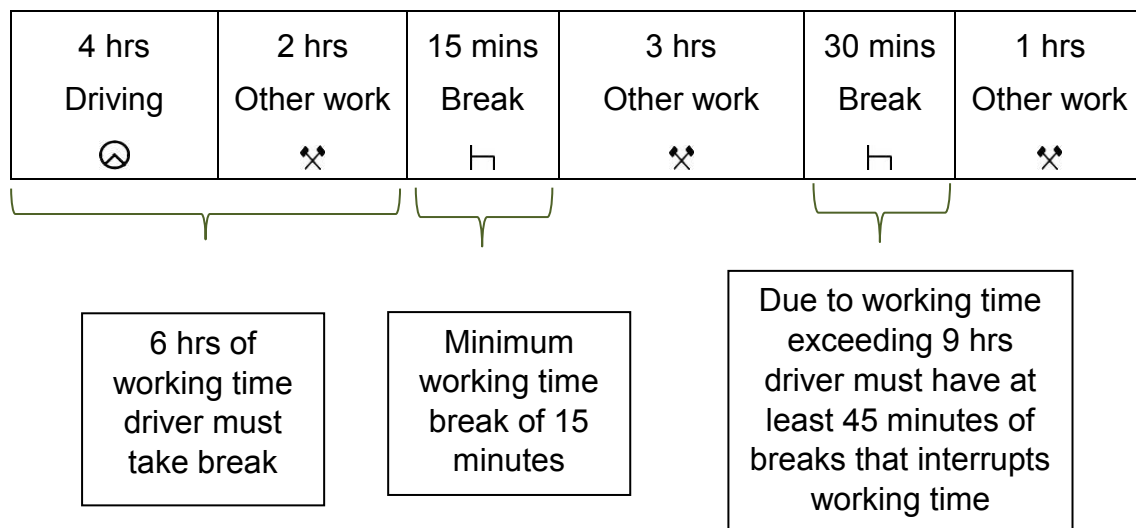 4 hrs
Driving
2 hrs
Other work
15 mins
Break
3 hrs
Other work
30 mins
Break
1 hrs
Other work
6 hrs of
working time
driver must
take break
Minimum
working time
break of 15
minutes
Due to working time
exceeding 9 hrs
driver must have at
least 45 minutes of
breaks that interrupts
working time